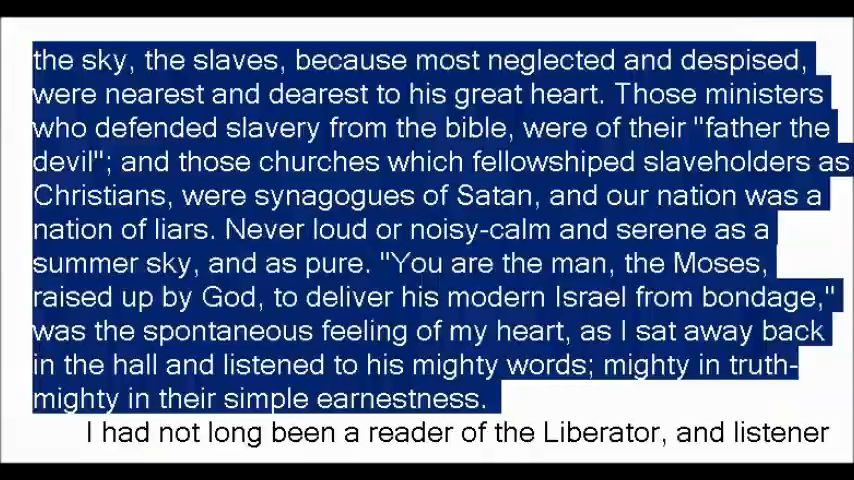 the sky, the slaves, because most neglected and despised,
were nearest and dearest to his great heart. Those ministers
who defended slavery from the bible, were of their "father the
devil"; and those churches which fellowshiped slaveholders as
Christians, were synagogues of Satan, and our nation was a
nation of liars. Never loud or noisy-calm and serene as a
summer sky, and as pure. "You are the man, the Moses,
raised up by God, to deliver his modern Israel from bondage,"
was the spontaneous feeling of my heart, as I sat away back
in the hall and listened to his mighty words; mighty in truth-
mighty in their simple earnestness.
I had not long been a reader of the Liberator, and listener